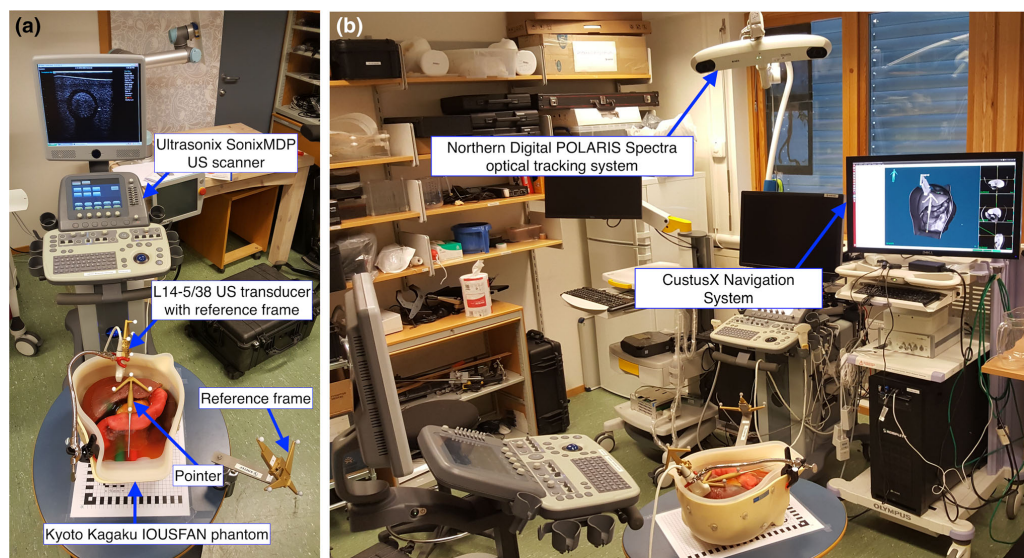 (a)
Ultrasonix SonixMDP
US scanner
L14-5/38 US transducer
with reference frame
Reference frame
Pointer
Kyoto Kagaku IOUSFAN phantom
(b)
Northern Digital POLARIS Spectra
optical tracking system
CustusX Navigation
System
OLYMPUS